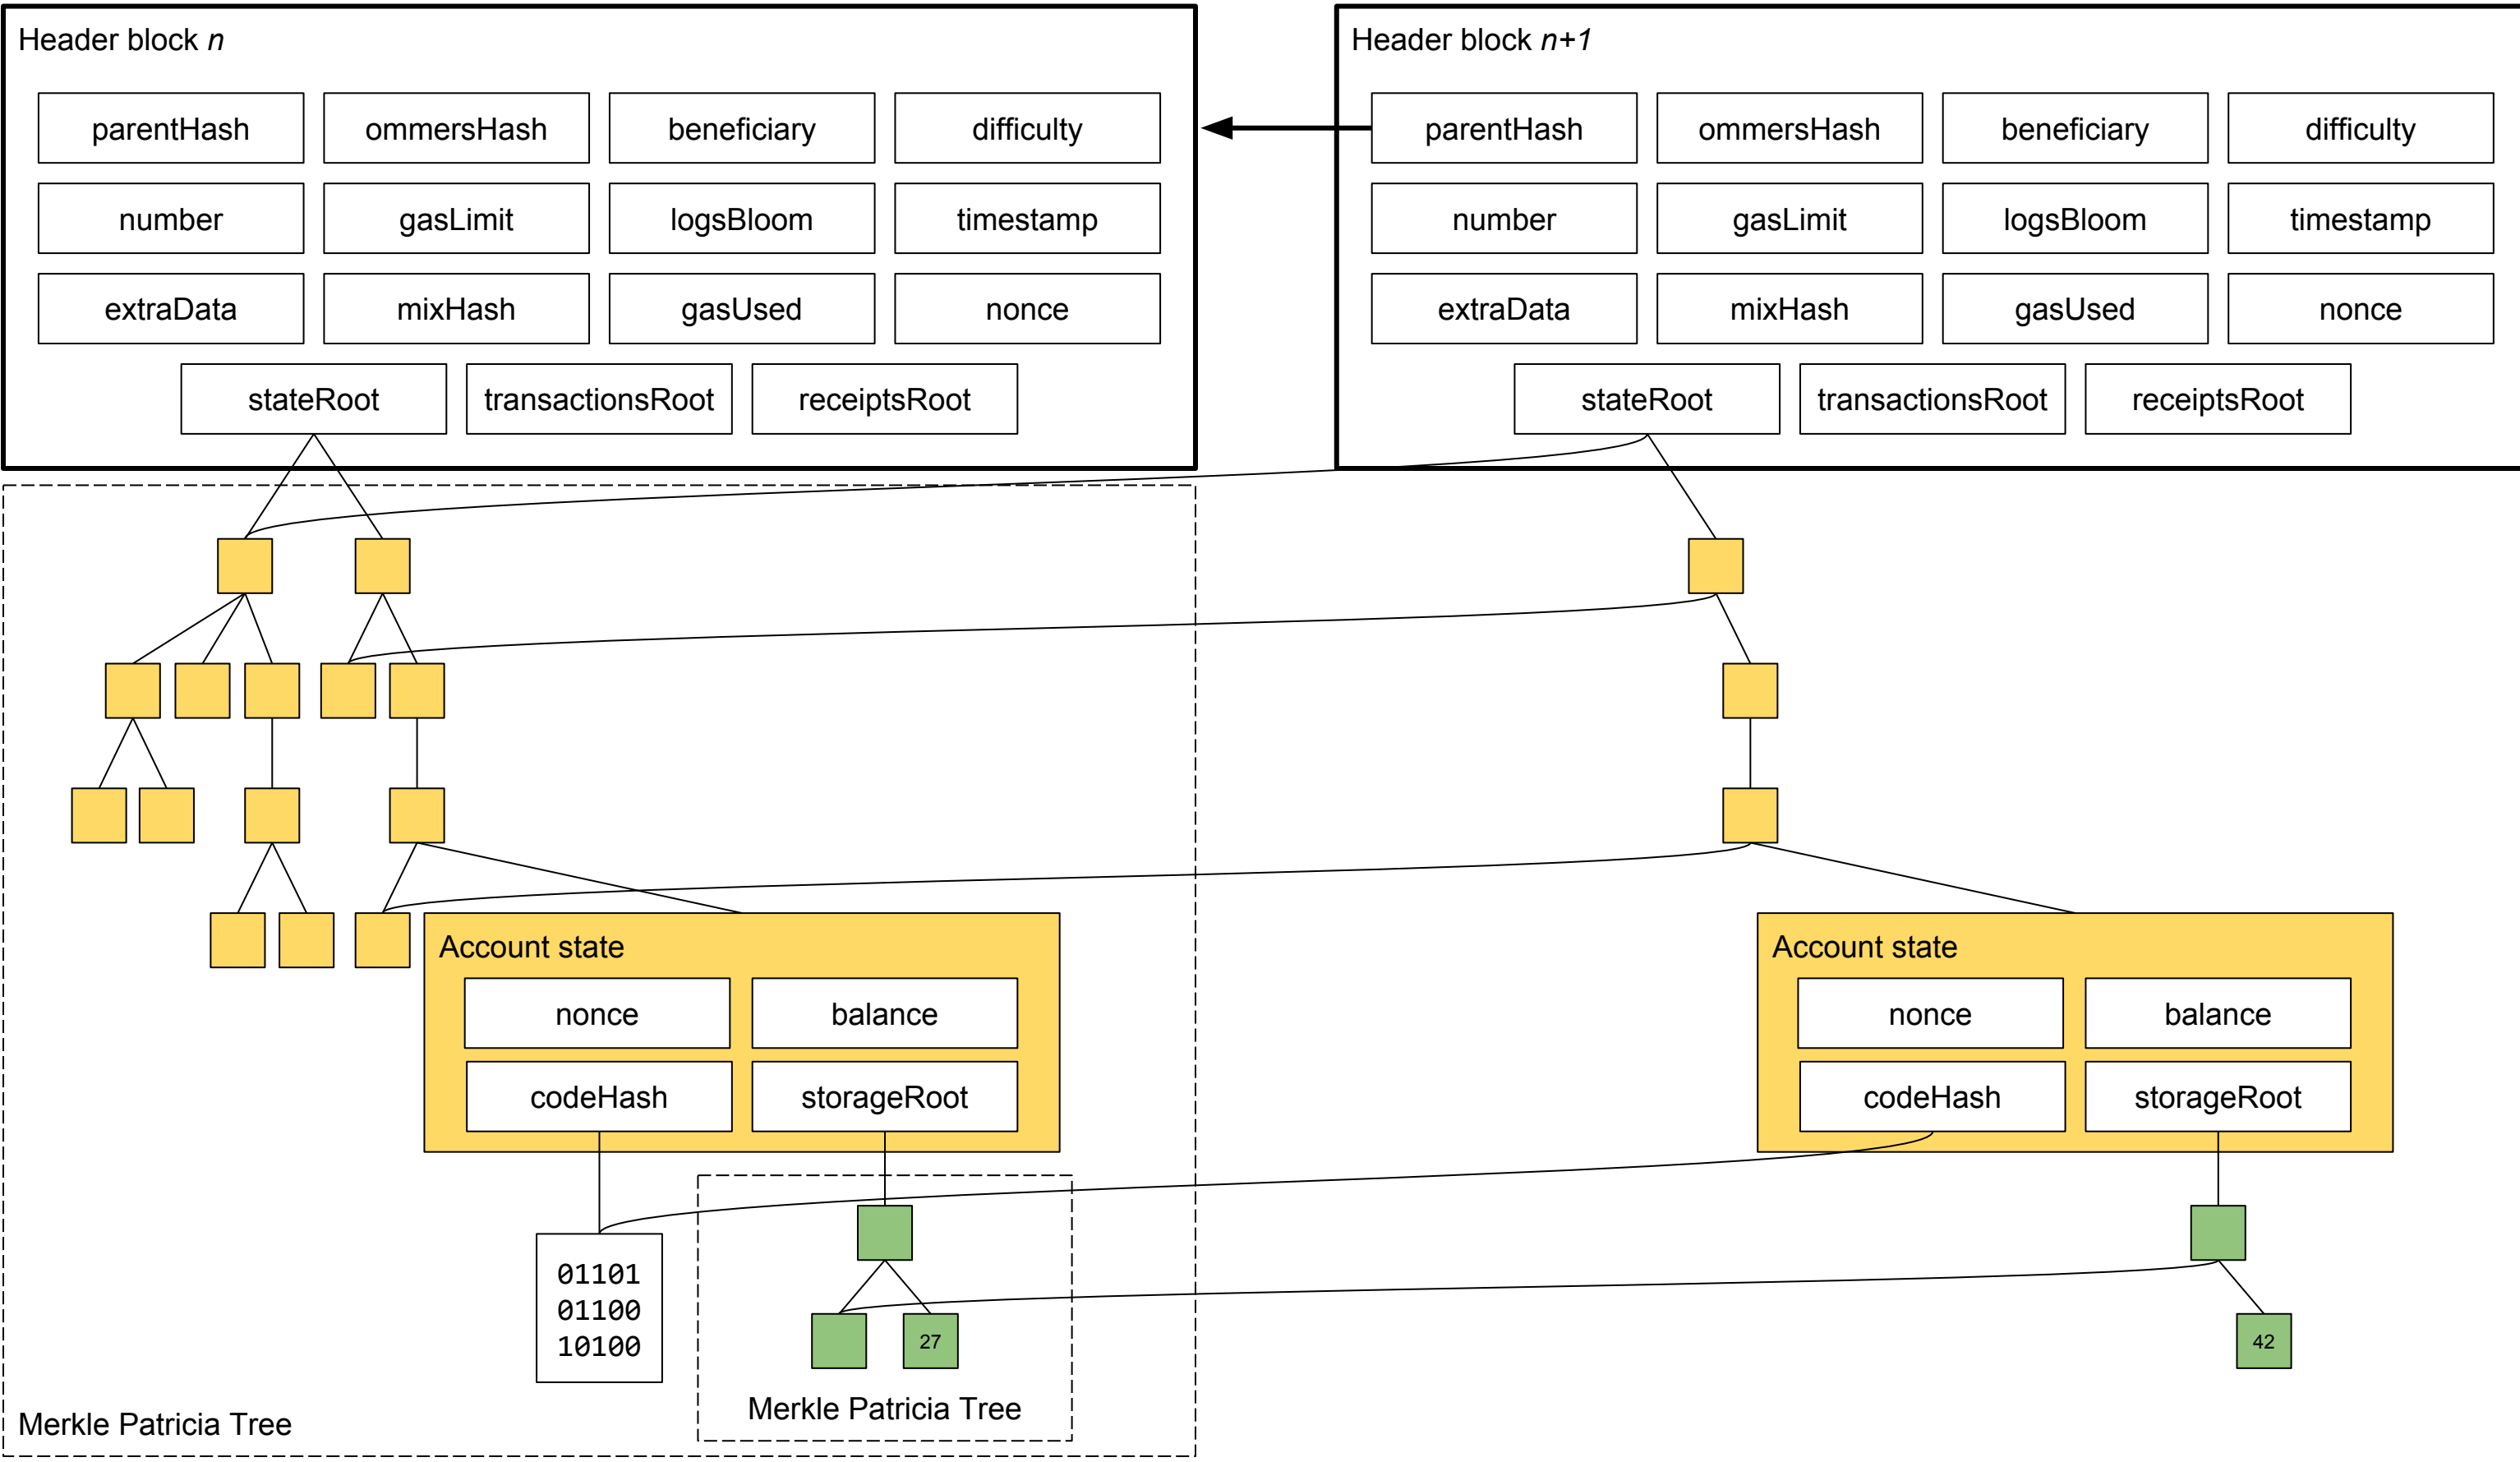 Header block n
parentHash
ommersHash
beneficiary
difficulty
number
gasLimit
logsBloom
timestamp
extraData
mixHash
gasUsed
nonce
stateRoot
transactionsRoot
receiptsRoot
Header block n+1
parentHash
ommersHash
beneficiary
difficulty
number
gasLimit
logsBloom
timestamp
extraData
mixHash
gasUsed
nonce
stateRoot
transactionsRoot
receiptsRoot
Account state
nonce
balance
codeHash
storageRoot
01101
01100
10100
27
Merkle Patricia Tree
Merkle Patricia Tree
Account state
nonce
balance
codeHash
storageRoot
42